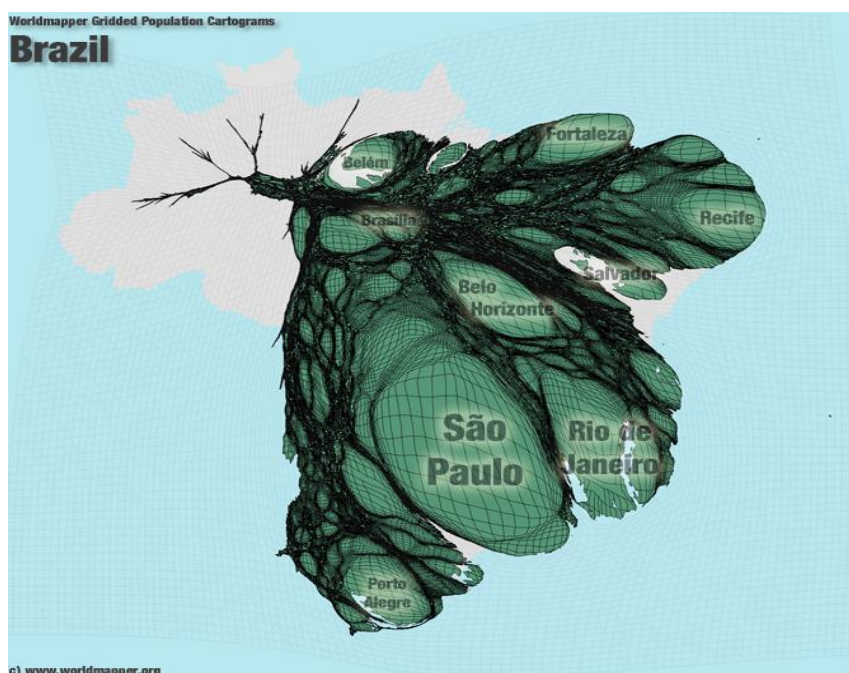 Worldmapper Gridded Population Cartograms
Brazil
Fortaleza
Belém
Brasília
Recife
Salvador
Belo
Horizonte
São
Paulo
Rio de
Janeiro
Porto
Alegre
c) www.worldmapper.org